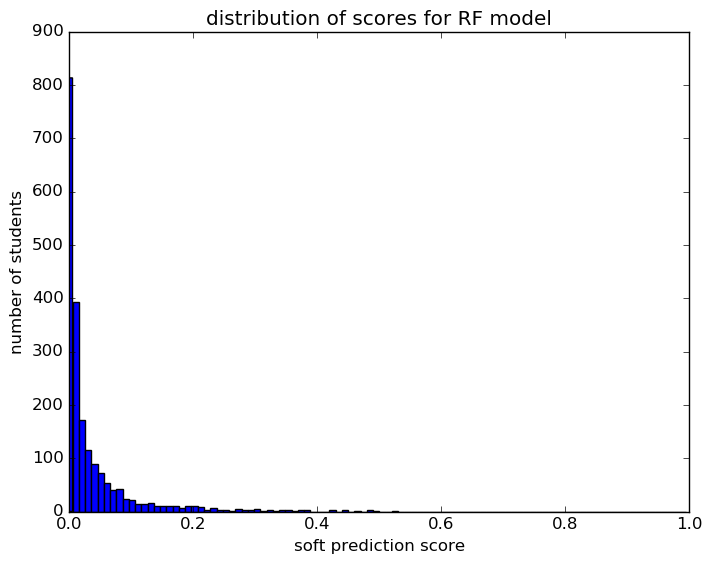 distribution of scores for RF model
900
800
700
600
500
400
300
200
100
0
0.0 0.2 0.4 0.6 0.8 1.0
number of students
soft prediction score